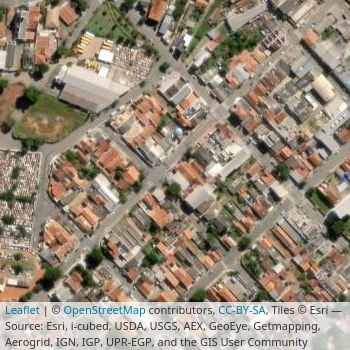 Leaflet | © OpenStreetMap contributors, CC-BY-SA, Tiles © Esri —
Source: Esri, i-cubed, USDA, USGS, AEX, GeoEye, Getmapping,
Aerogrid, IGN, IGP, UPR-EGP, and the GIS User Community